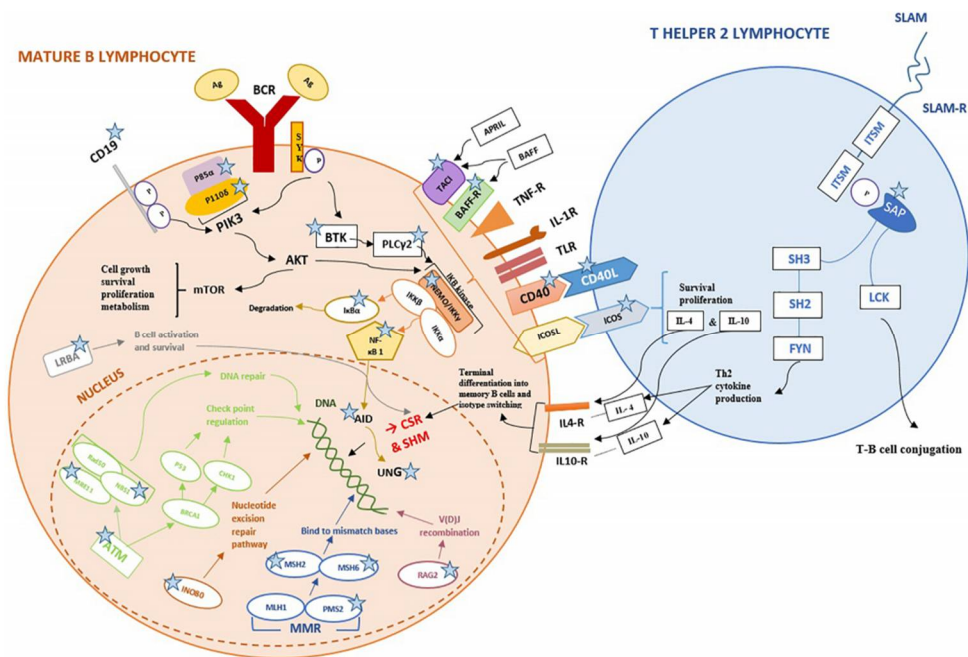 MATURE B LYMPHOCYTE
T HELPER 2 LYMPHOCYTE
SLAM
SLAM-R
ITSM
ITSM
P
SAP
SH3
SH2
FYN
LCK
Th2
cytokine
production
T-B cell conjugation
Ag
Ag
BCR
SYK
P
CD19
P
P
P85α
P110δ
PIK3
BTK
PLCγ2
AKT
mTOR
Cell growth
survival
proliferation
metabolism
APRIL
BAFF
TACI
BAFF-R
TNF-R
IL-1R
TLR
CD40
CD40L
ICOSL
ICOS
Survival
proliferation
IL-4
&
IL-10
IKB kinase
NEMO/IKKγ
IKKβ
IKKα
IκBα
Degradation
NF-
κB 1
LRBA
B cell activation
and survival
NUCLEUS
DNA repair
Check point
regulation
DNA
AID
→ CSR
& SHM
UNG
Terminal
differentiation into
memory B cells and
isotype switching
IL4-R
IL-4
IL10-R
IL-10
Rad50
MRE11
NBS1
P53
CHK1
BRCA1
ATM
Nucleotide
excision
repair
pathway
INO80
Bind to mismatch bases
MSH2
MSH6
MLH1
PMS2
MMR
V(D)J
recombination
RAG2